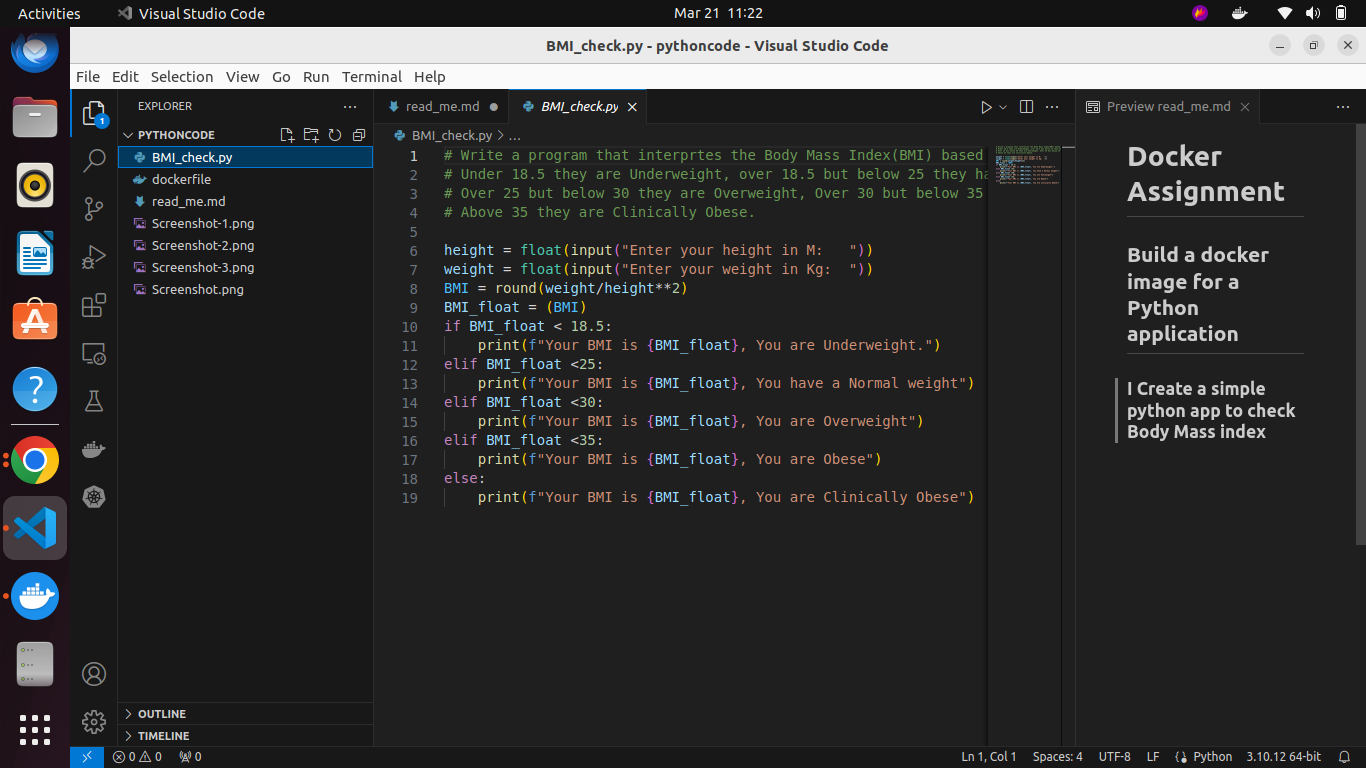 Activities
Visual Studio Code
Mar 21 11:22
BMI_check.py - pythoncode - Visual Studio Code
File Edit Selection View Go Run Terminal Help
1
EXPLORER
PYTHONCODE
BMI_check.py
dockerfile
read_me.md
Screenshot-1.png
Screenshot-2.png
Screenshot-3.png
Screenshot.png
OUTLINE
TIMELINE
read_me.md
BMI_check.py
BMI_check.py > ...
1 # Write a program that interprtes the Body Mass Index(BMI) based
2 # Under 18.5 they are Underweight, over 18.5 but below 25 they ha
3 # Over 25 but below 30 they are Overweight, Over 30 but below 35
4 # Above 35 they are Clinically Obese.
5
6 height = float(input("Enter your height in M:   "))
7 weight = float(input("Enter your weight in Kg:  "))
8 BMI = round(weight/height**2)
9 BMI_float = (BMI)
10 if BMI_float < 18.5:
11     print(f"Your BMI is {BMI_float}, You are Underweight.")
12 elif BMI_float <25:
13     print(f"Your BMI is {BMI_float}, You have a Normal weight")
14 elif BMI_float <30:
15     print(f"Your BMI is {BMI_float}, You are Overweight")
16 elif BMI_float <35:
17     print(f"Your BMI is {BMI_float}, You are Obese")
18 else:
19     print(f"Your BMI is {BMI_float}, You are Clinically Obese")
Preview read_me.md
Docker
Assignment
Build a docker
image for a
Python
application
I Create a simple
python app to check
Body Mass index
0 0 0
Ln 1, Col 1
Spaces: 4
UTF-8
LF
Python
3.10.12 64-bit